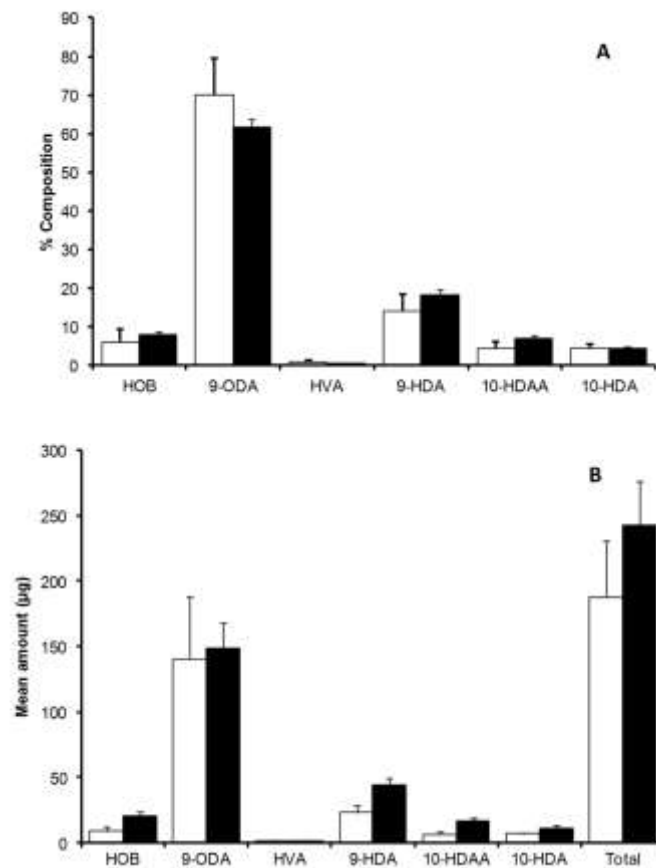 A
% Composition
90
80
70
60
50
40
30
20
10
0
HOB 9-ODA HVA 9-HDA 10-HDAA 10-HDA
B
Mean amount (µg)
300
250
200
150
100
50
0
HOB 9-ODA HVA 9-HDA 10-HDAA 10-HDA Total